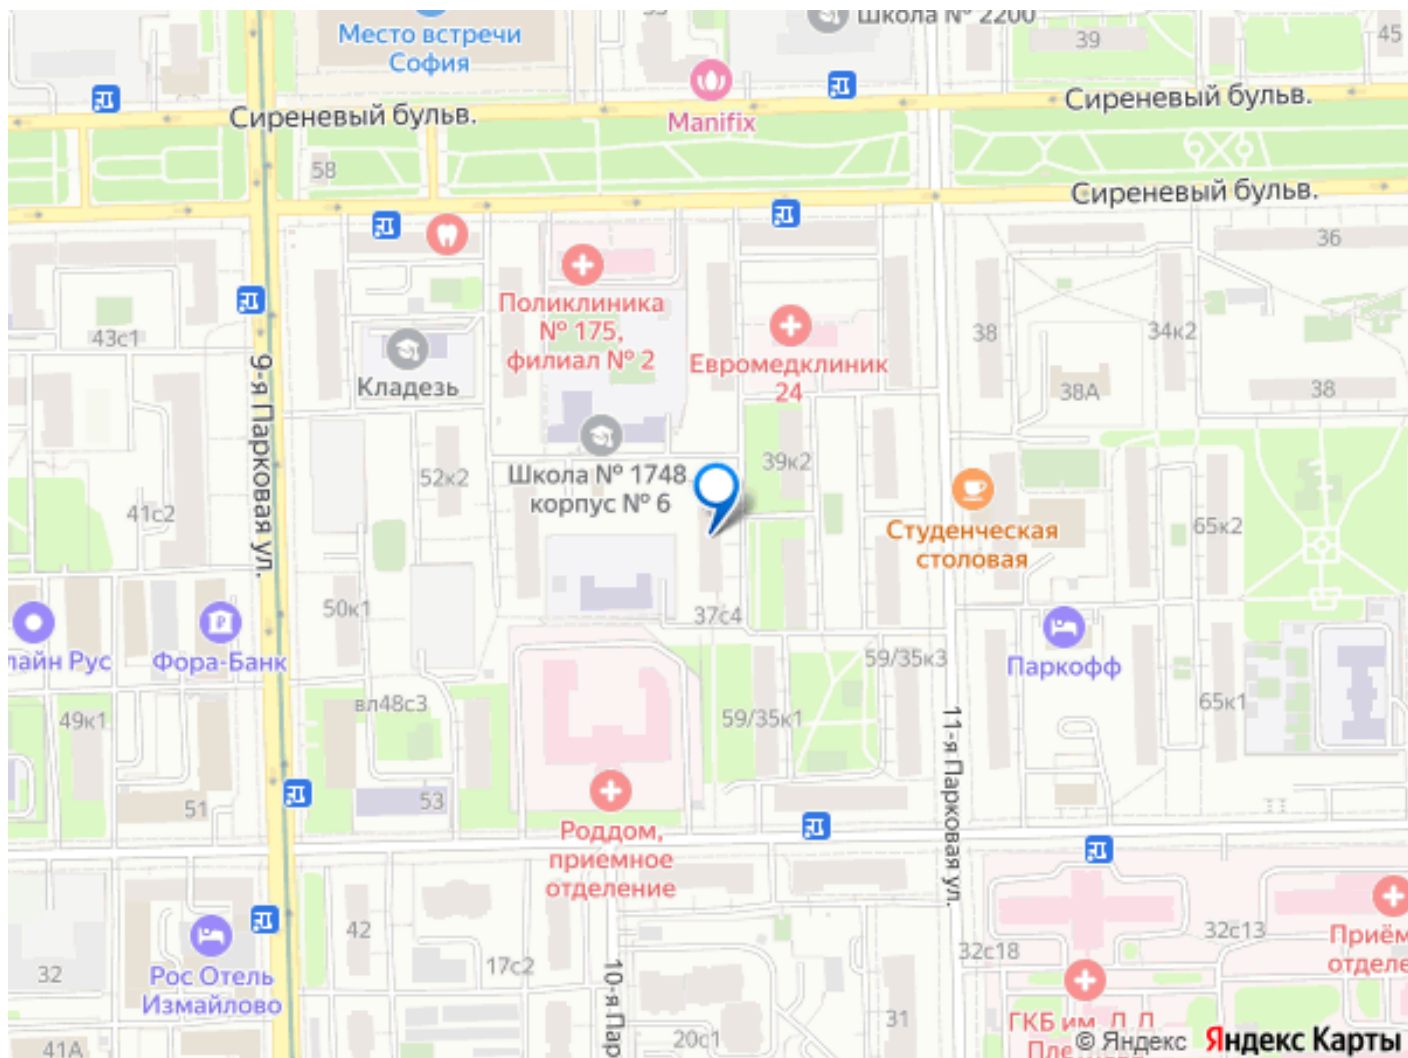 Школа № 2200
Место встречи
София
39
45
Сиреневый бульв.
Сиреневый бульв.
Manifix
58
Сиреневый бульв.
36
Поликлиника
№ 175,
филиал № 2
43с1
38
34к2
Евромедклиник
24
Кладезь
38А
38
9-я Парковая ул.
Школа № 1748
корпус № 6
52к2
39к2
41с2
Студенческая
столовая
65к2
50к1
37с4
лайн Рус
Фора-Банк
59/35к3
Паркофф
49к1
вл48с3
59/35к1
65к1
11-я Парковая ул.
51
53
Роддом,
приемное
отделение
42
32с18
32с13
Приём
отделе
32
Рос Отель
Измайлово
17с2
10-я Пар
31
20с1
41А
ГКБ им. Д.Д.
Пле
© Яндекс Яндекс Карты